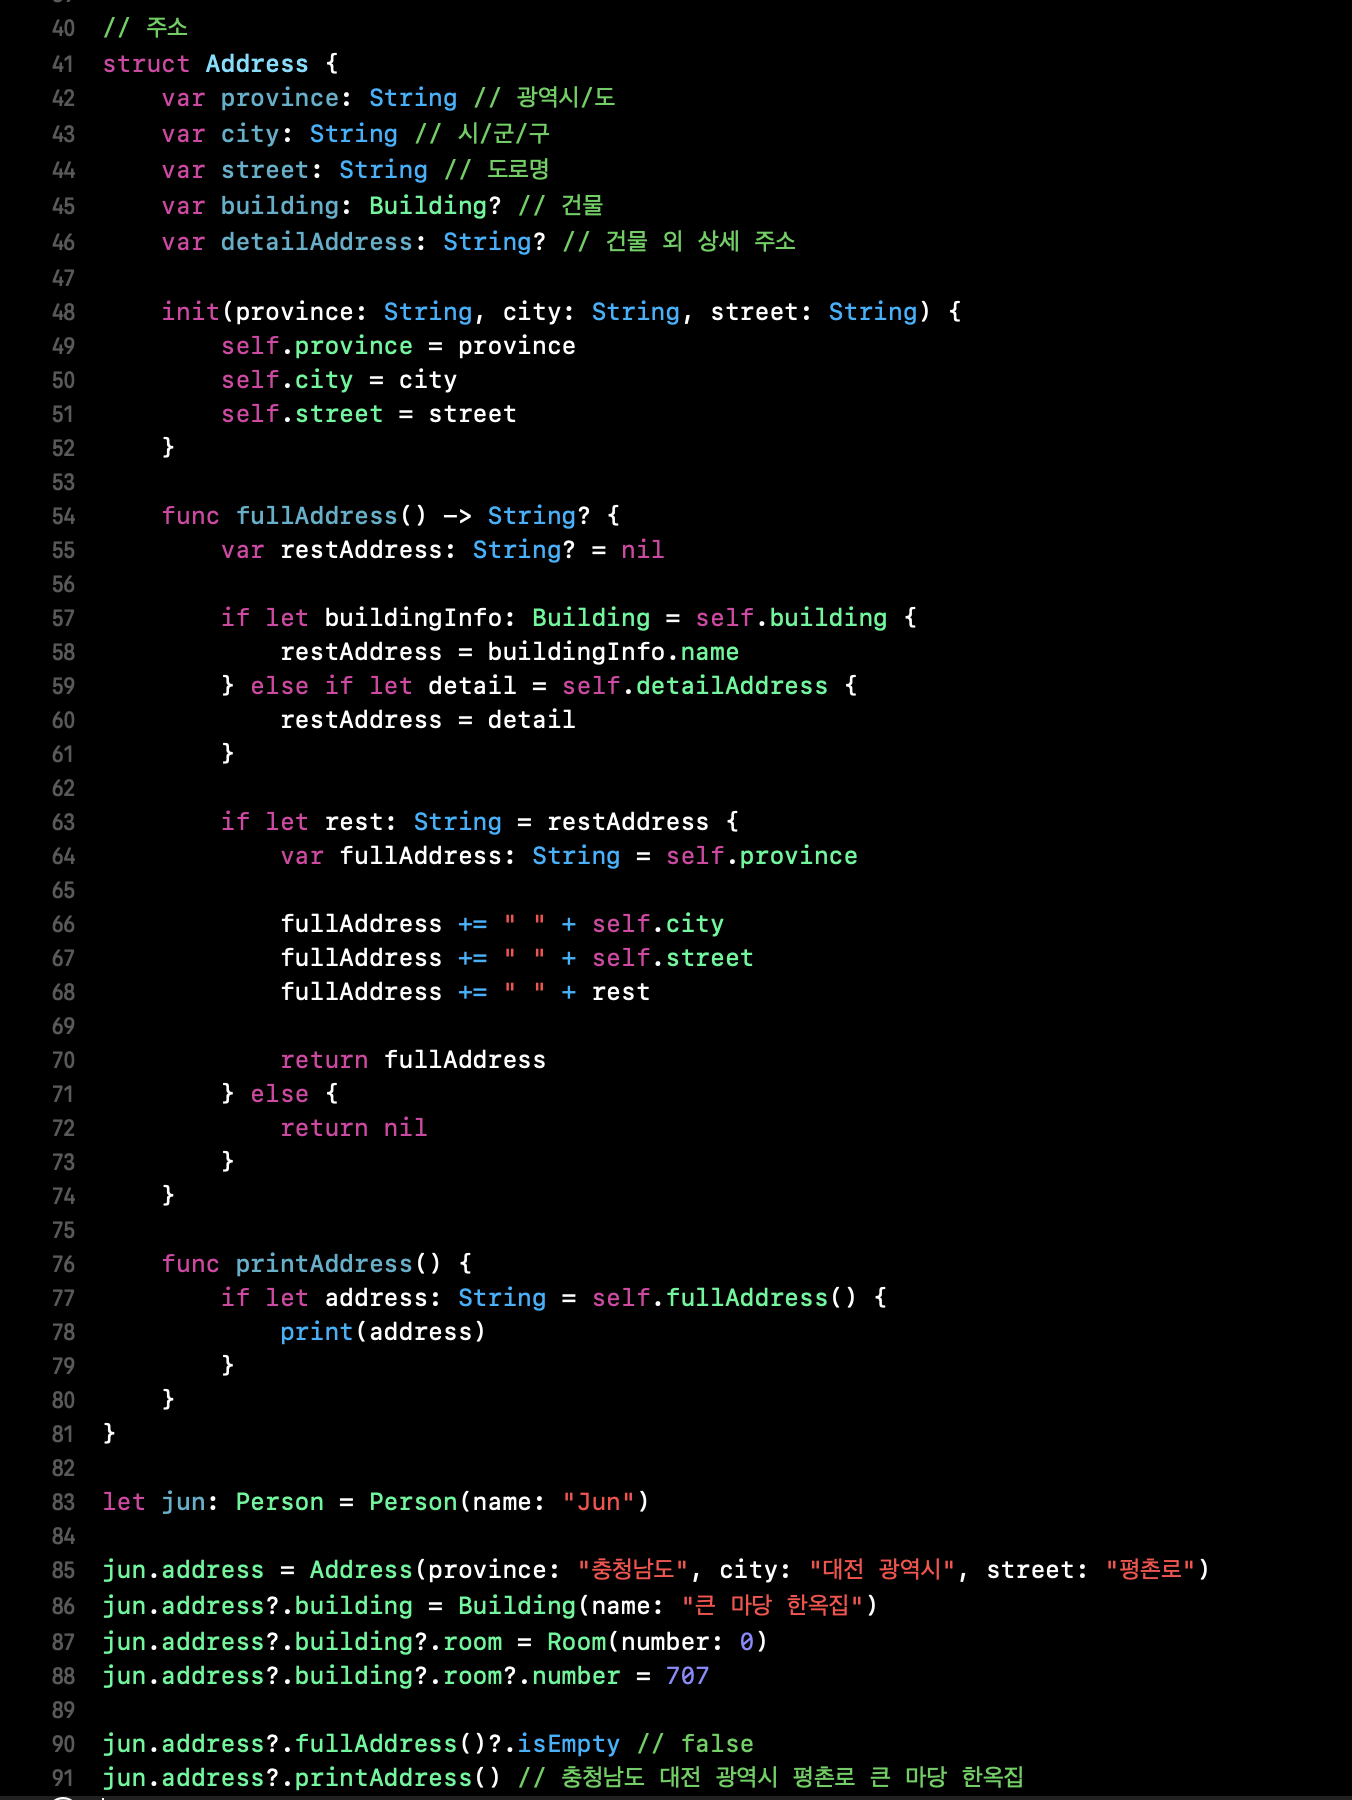 40 // 주소
41 struct Address {
42     var province: String // 광역시/도
43     var city: String // 시/군/구
44     var street: String // 도로명
45     var building: Building? // 건물
46     var detailAddress: String? // 건물 외 상세 주소
47
48     init(province: String, city: String, street: String) {
49         self.province = province
50         self.city = city
51         self.street = street
52     }
53
54     func fullAddress() -> String? {
55         var restAddress: String? = nil
56
57         if let buildingInfo: Building = self.building {
58             restAddress = buildingInfo.name
59         } else if let detail = self.detailAddress {
60             restAddress = detail
61         }
62
63         if let rest: String = restAddress {
64             var fullAddress: String = self.province
65
66             fullAddress += " " + self.city
67             fullAddress += " " + self.street
68             fullAddress += " " + rest
69
70             return fullAddress
71         } else {
72             return nil
73         }
74     }
75
76     func printAddress() {
77         if let address: String = self.fullAddress() {
78             print(address)
79         }
80     }
81 }
82
83 let jun: Person = Person(name: "Jun")
84
85 jun.address = Address(province: "충청남도", city: "대전 광역시", street: "평촌로")
86 jun.address?.building = Building(name: "큰 마당 한옥집")
87 jun.address?.building?.room = Room(number: 0)
88 jun.address?.building?.room?.number = 707
89
90 jun.address?.fullAddress()?.isEmpty // false
91 jun.address?.printAddress() // 충청남도 대전 광역시 평촌로 큰 마당 한옥집